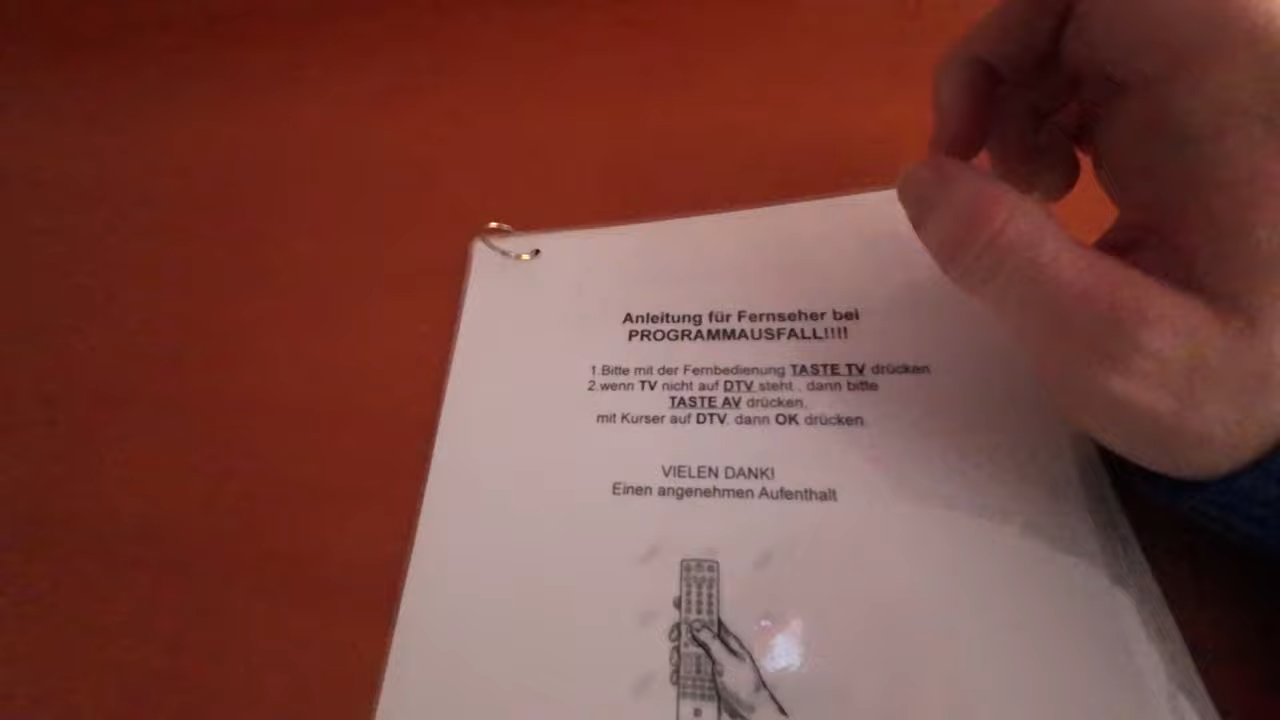 Anleitung für Fernseher bei
PROGRAMMAUSFALL!!!!
1.Bitte mit der Fernbedienung TASTE TV drücken
2.wenn TV nicht auf DTV steht , dann bitte
TASTE AV drücken,
mit Kurser auf DTV, dann OK drücken.
VIELEN DANK!
Einen angenehmen Aufenthalt